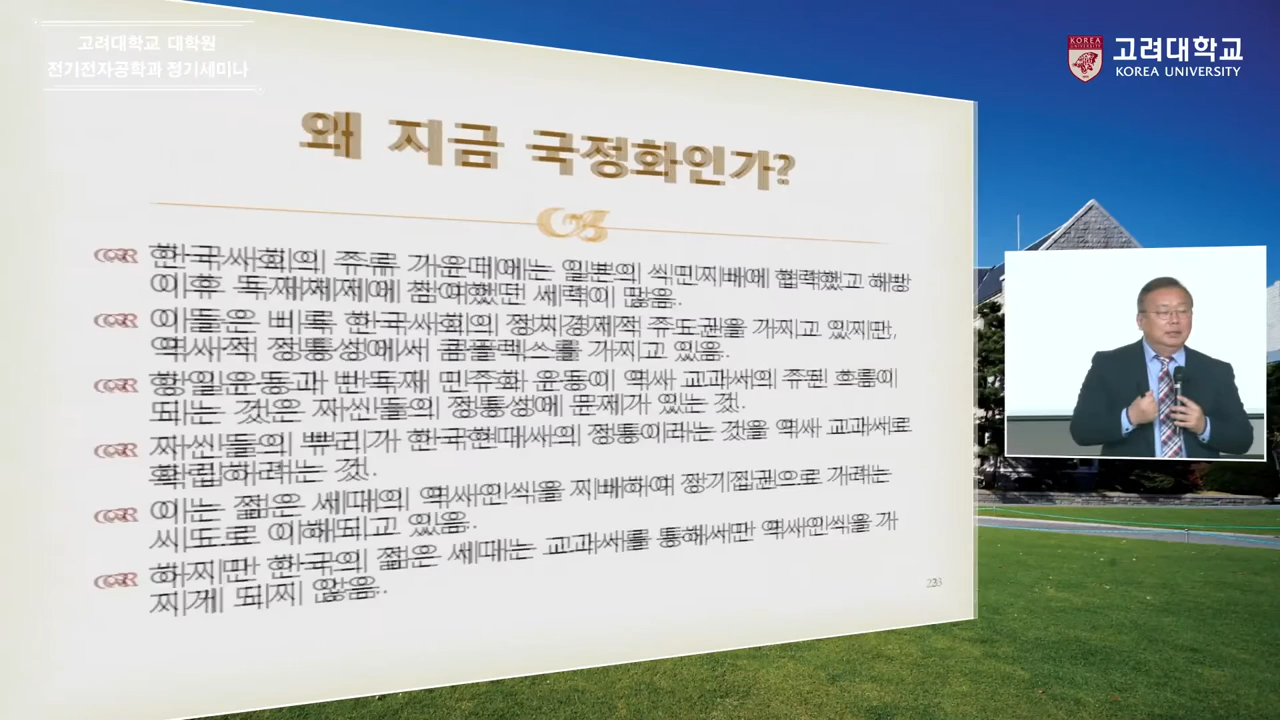 고려대학교 대학원
전기전자공학과 정기세미나
KOREA
UNIVERSITY
고려대학교
KOREA UNIVERSITY
왜 지금 국정화인가?
한국사회의 주류 가운데에는 일본의 식민지배에 협력했고 해방
이후 독재체제에 참여했던 세력이 많음.
이들은 비록 한국사회의 정치경제적 주도권을 가지고 있지만,
역사적 정통성에서 콤플렉스를 가지고 있음.
항일운동과 반독재 민주화 운동이 역사 교과서의 주된 흐름이
되는 것은 자신들의 정통성에 문제가 있는 것.
자신들의 뿌리가 한국현대사의 정통이라는 것을 역사 교과서로
확립하려는 것.
이는 젊은 세대의 역사인식을 지배하여 장기집권으로 가려는
시도로 이해되고 있음.
하지만 한국의 젊은 세대는 교과서를 통해서만 역사인식을 가
지게 되지 않음.